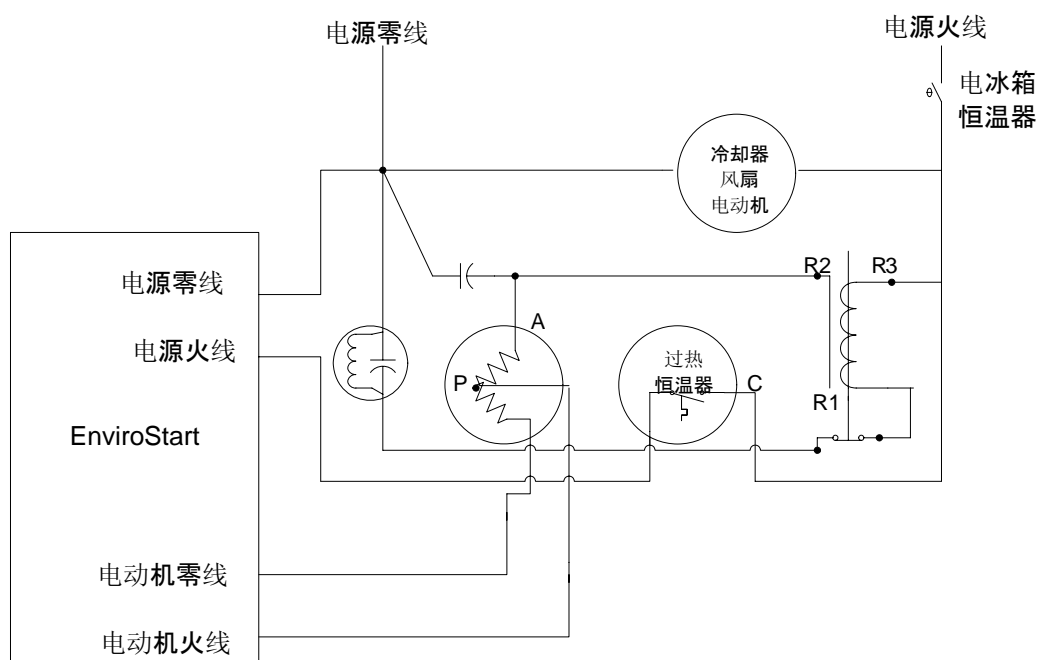 电源零线
电源火线
θ
电冰箱
恒温器
冷却器
风扇
电动机
电源零线
R2
R3
A
电源火线
过热
恒温器
P
C
R1
EnviroStart
电动机零线
电动机火线